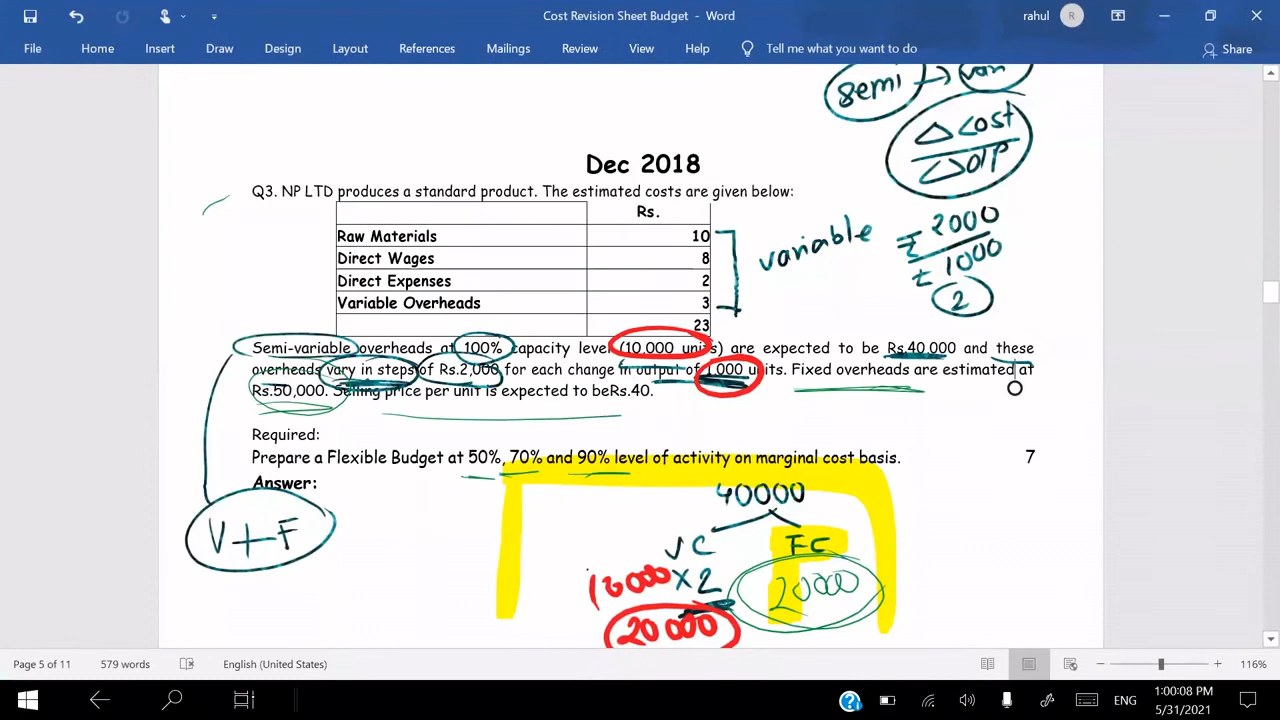 Cost Revision Sheet Budget - Word
rahul R
File Home Insert Draw Design Layout References Mailings Review View Help Tell me what you want to do Share
semi → var
Δ Cost
Δ O/P
Dec 2018
Q3. NP LTD produces a standard product. The estimated costs are given below:
Rs.
Raw Materials 10
Direct Wages 8
Direct Expenses 2
Variable Overheads 3
23
variable
₹ 2000
± 1000
2
Semi-variable overheads at 100% capacity level (10,000 units) are expected to be Rs.40,000 and these
overheads vary in steps of Rs.2,000 for each change in output of 1,000 units. Fixed overheads are estimated at
Rs.50,000. Selling price per unit is expected to beRs.40.
Required:
Prepare a Flexible Budget at 50%, 70% and 90% level of activity on marginal cost basis. 7
Answer:
V+F
40000
VC FC
10000 x 2 20000
20000
Page 5 of 11 579 words English (United States) 116%
ENG
1:00:08 PM
5/31/2021